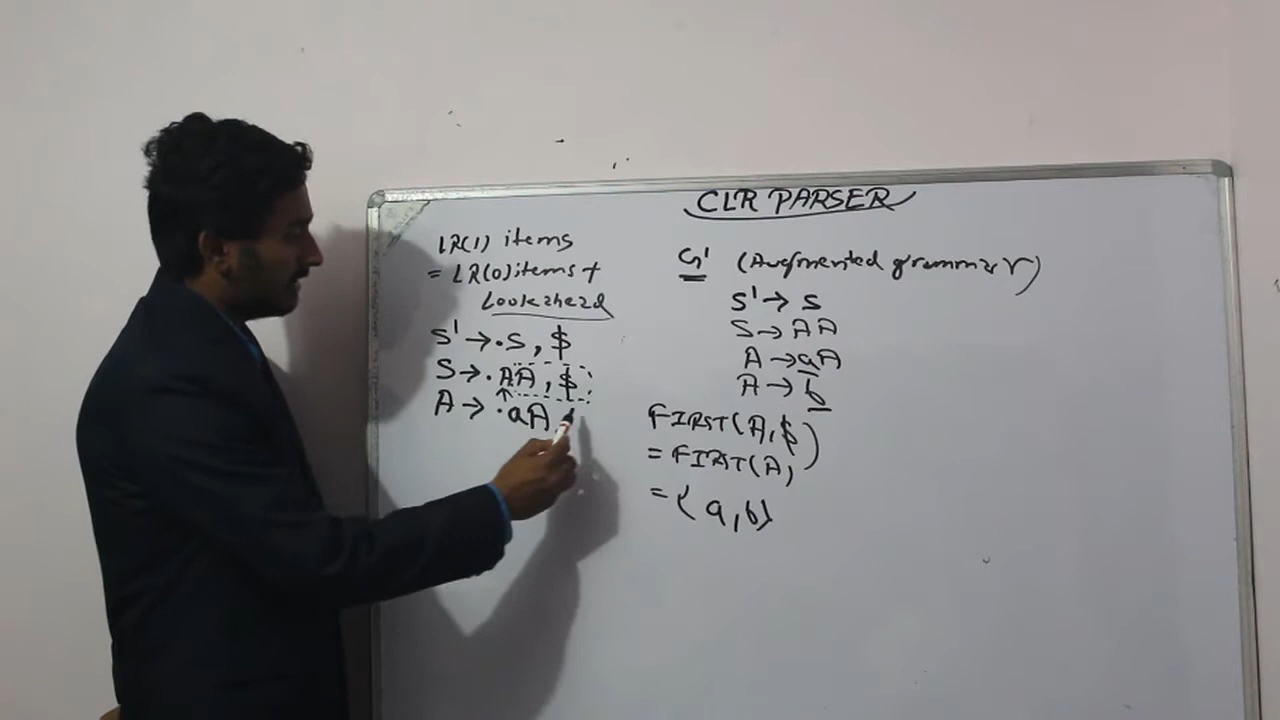 CLR PARSER
LR(1) items
= LR(0) items +
Lookahead
S' → .S, $
S → .AA, $
A → .aA
G' (Augmented grammar)
S' → S
S → AA
A → aA
A → b
FIRST(A,$)
= FIRST(A)
= {a,b}